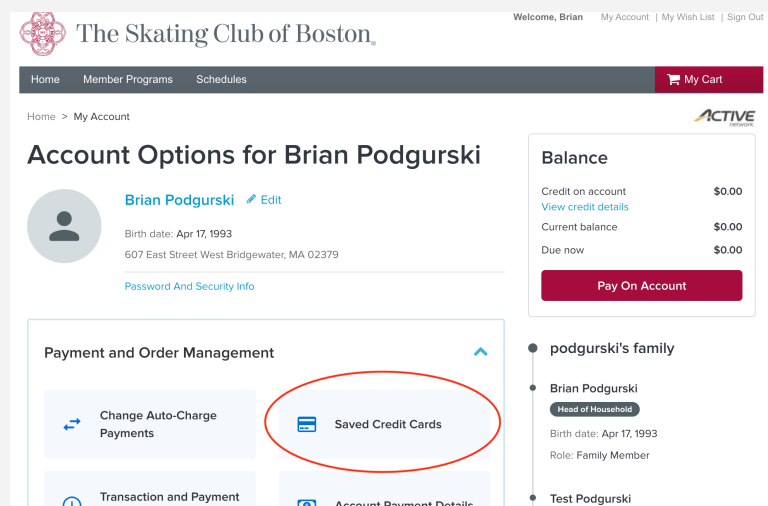 Welcome, Brian My Account | My Wish List | Sign Out
The Skating Club of Boston
Home Member Programs Schedules My Cart
Home > My Account
ACTIVE
network
Account Options for Brian Podgurski
Brian Podgurski Edit
Birth date: Apr 17, 1993
607 East Street West Bridgewater, MA 02379
Password And Security Info
Balance
Credit on account $0.00
View credit details
Current balance $0.00
Due now $0.00
Pay On Account
Payment and Order Management
Change Auto-Charge
Payments
Saved Credit Cards
Transaction and Payment
Account Payment Details
podgurski's family
Brian Podgurski
Head of Household
Birth date: Apr 17, 1993
Role: Family Member
Test Podgurski